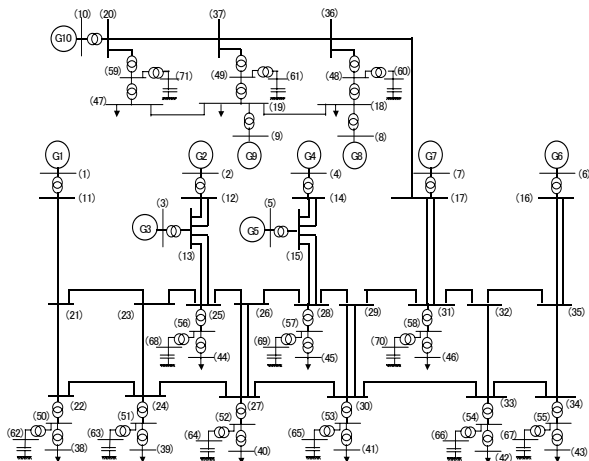 (10) (20) (37) (36)
G10
(59) (71) (49) (61) (48) (60)
(47) (19) (18)
(9) (8)
G1 G2 G4 G9 G8 G7 G6
(1) (2) (4) (7) (6)
(11) (3) (12) (5) (14) (17) (16)
G3 G5
(13) (15)
(21) (23) (25) (26) (28) (29) (31) (32) (35)
(56) (57) (58)
(68) (69) (70)
(44) (45) (46)
(22) (24) (27) (30) (33) (34)
(50) (51) (52) (53) (54) (55)
(62) (63) (64) (65) (66) (67)
(38) (39) (40) (41) (42) (43)